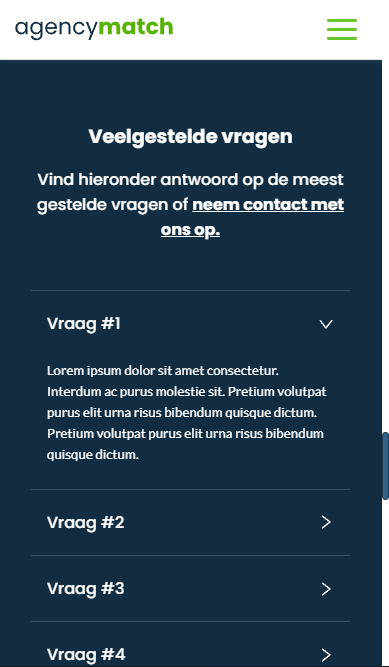 agencymatch
Veelgestelde vragen
Vind hieronder antwoord op de meest
gestelde vragen of neem contact met
ons op.
Vraag #1
Lorem ipsum dolor sit amet consectetur.
Interdum ac purus molestie sit. Pretium volutpat
purus elit urna risus bibendum quisque dictum.
Pretium volutpat purus elit urna risus bibendum
quisque dictum.
Vraag #2
Vraag #3
Vraag #4